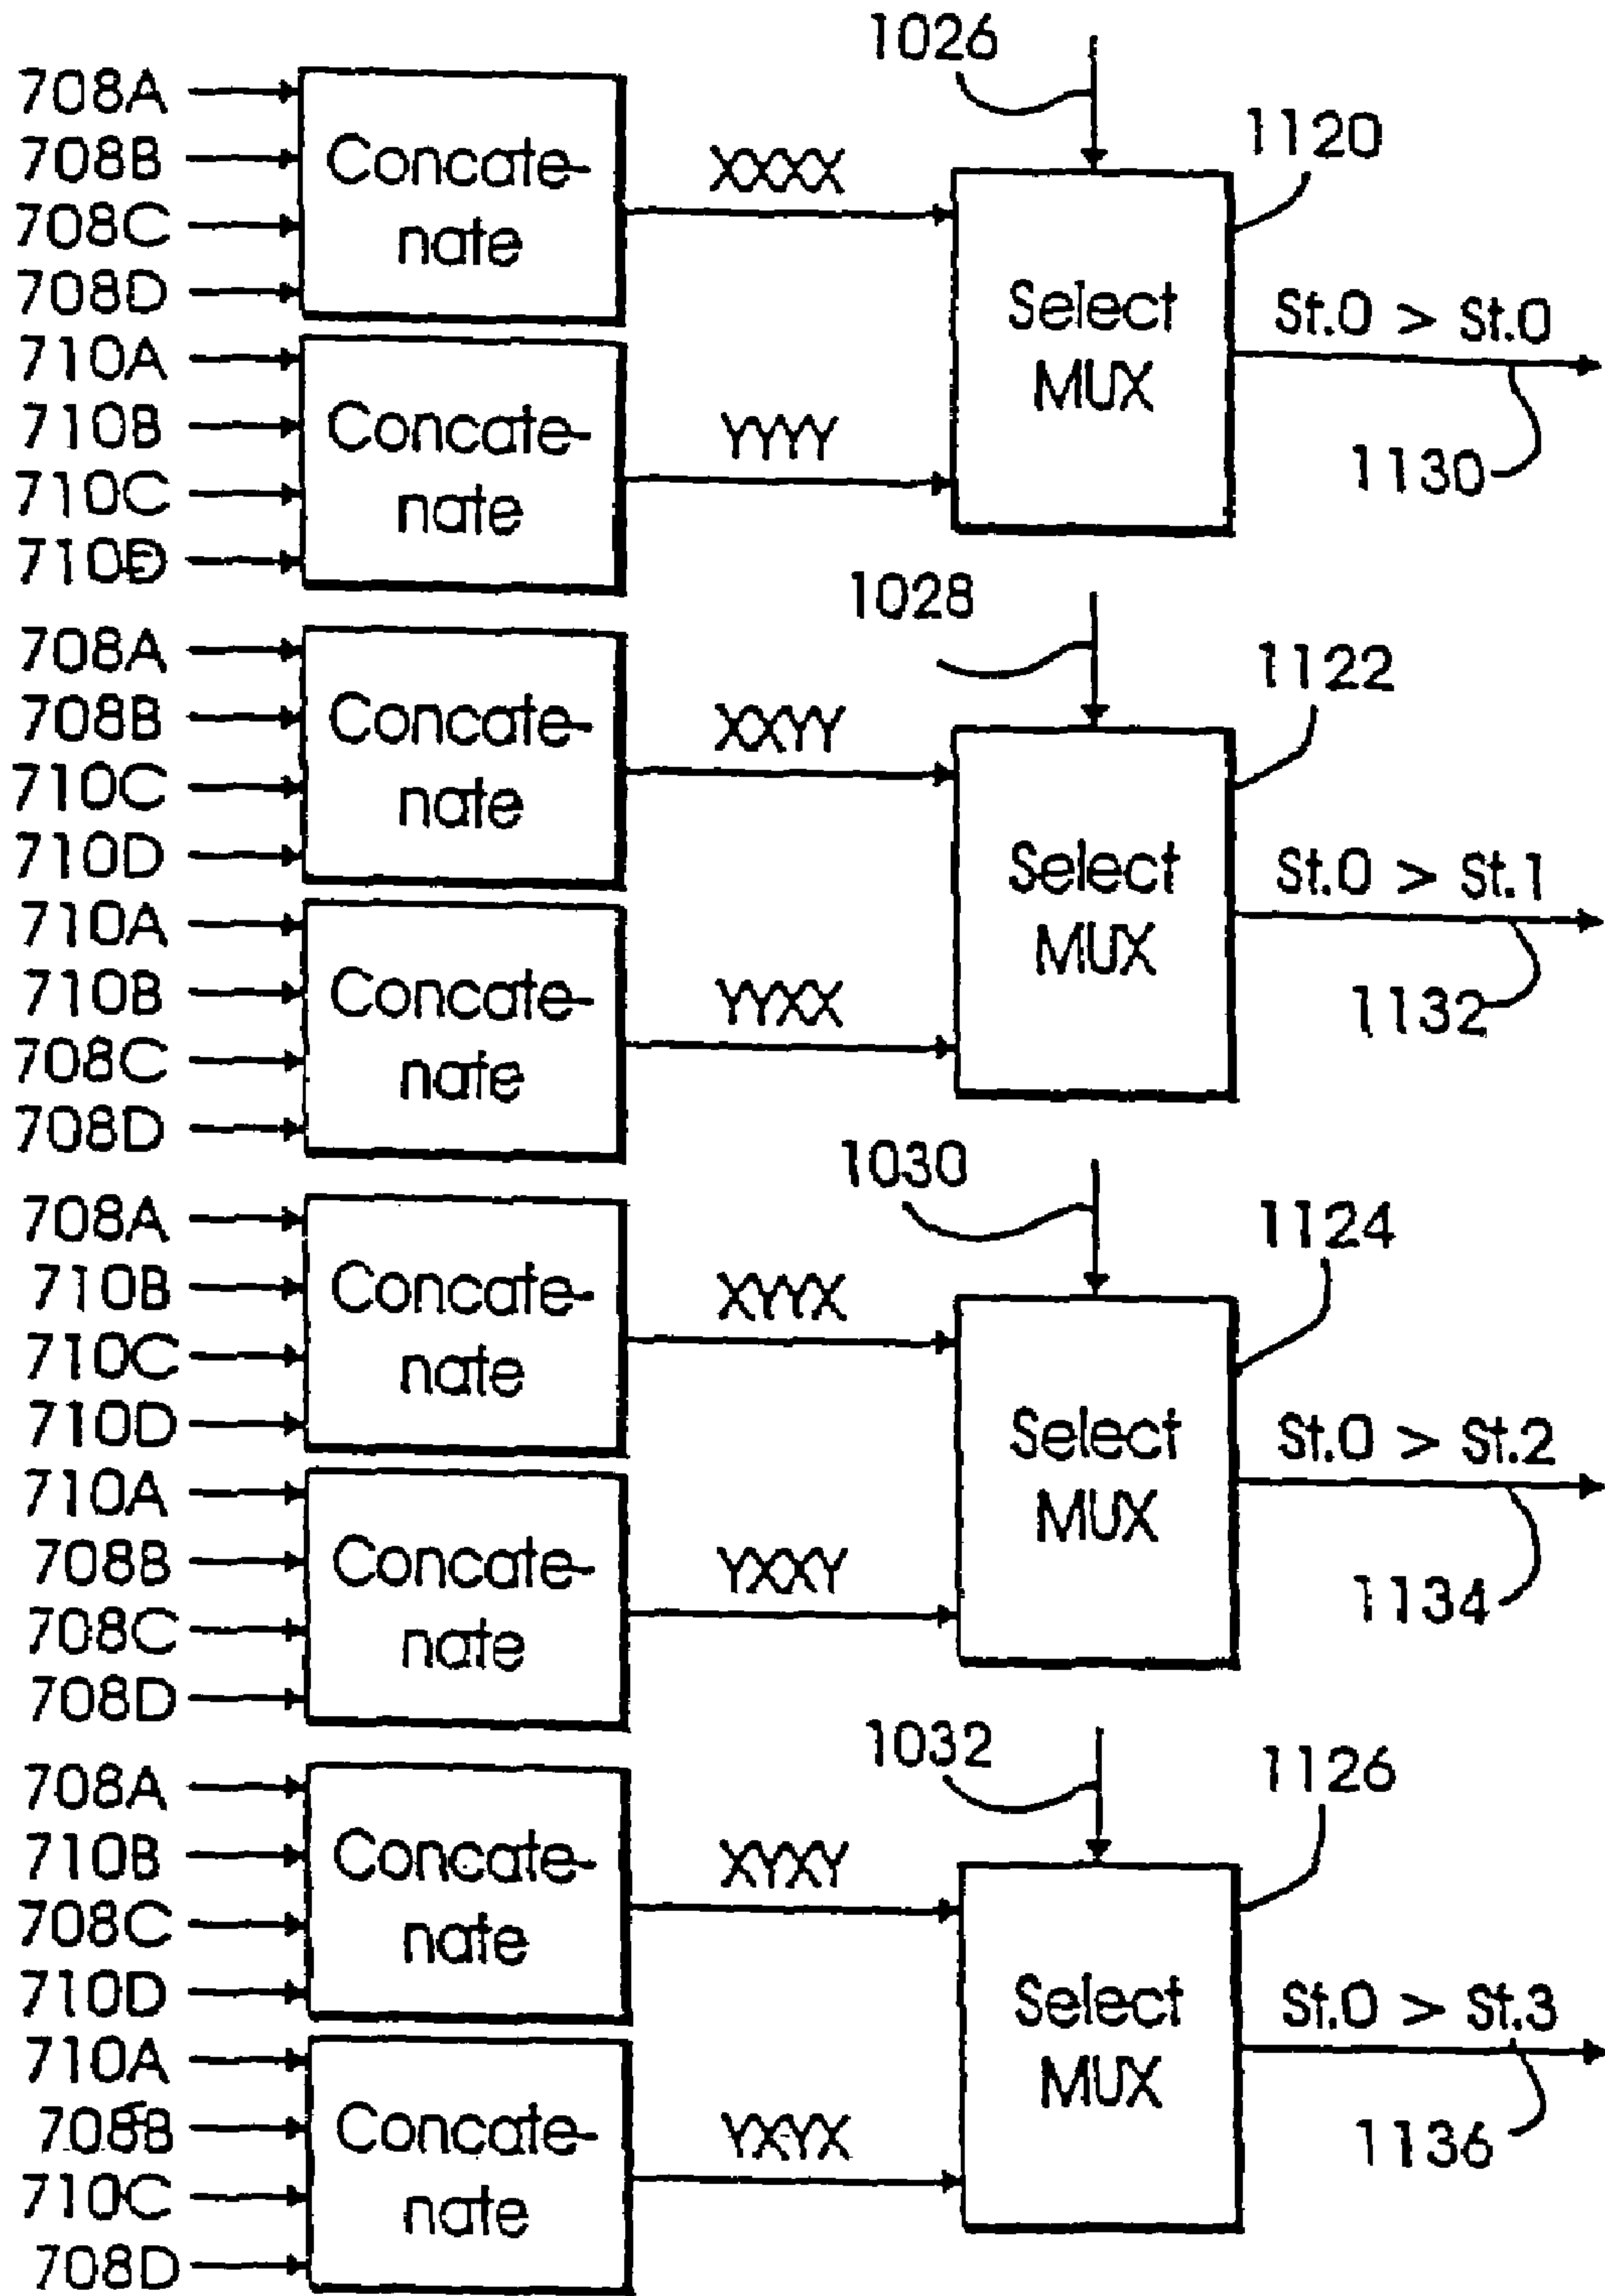 1026
708A
708B
708C
708D
Concate-
nate
XXXX
1120
Select
MUX
St.0 > St.0
1130
710A
710B
710C
710D
Concate-
nate
YYYY
1028
708A
708B
710C
710D
Concate-
nate
XXYY
1122
Select
MUX
St.0 > St.1
1132
710A
710B
708C
708D
Concate-
nate
YYXX
1030
708A
710B
710C
710D
Concate-
nate
XYYX
1124
Select
MUX
St.0 > St.2
1134
710A
708B
708C
708D
Concate-
nate
YXXY
1032
708A
710B
708C
710D
Concate-
nate
XYXY
1126
Select
MUX
St.0 > St.3
1136
710A
708B
710C
708D
Concate-
nate
YXYX